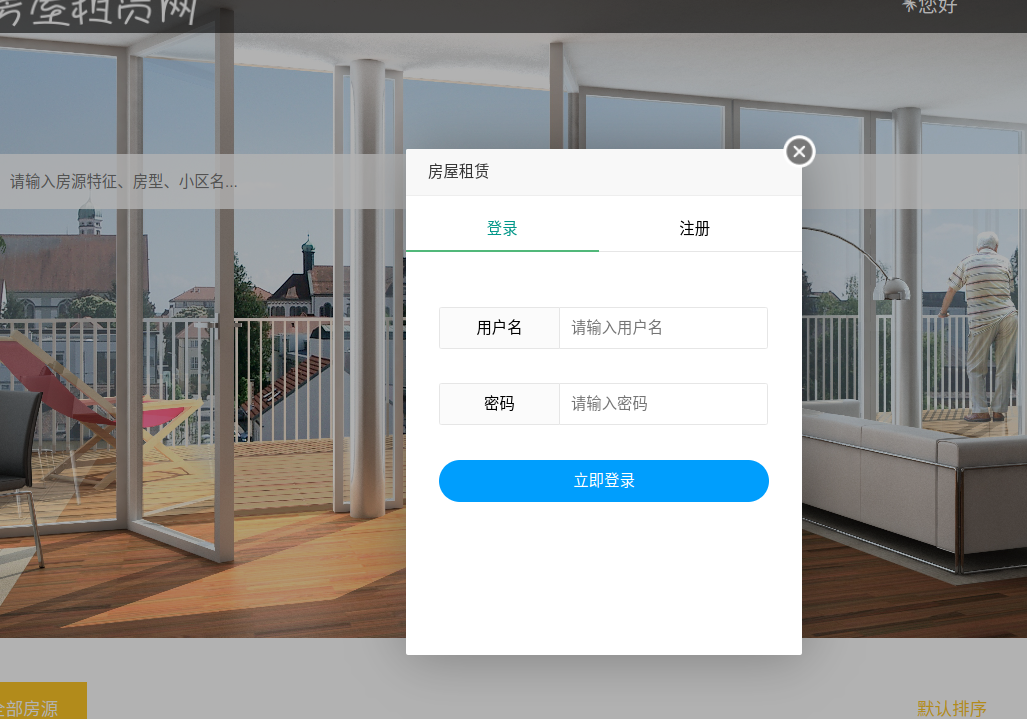 房屋租赁网
您好
请输入房源特征、房型、小区名...
房屋租赁
登录
注册
用户名
请输入用户名
密码
请输入密码
立即登录
全部房源
默认排序